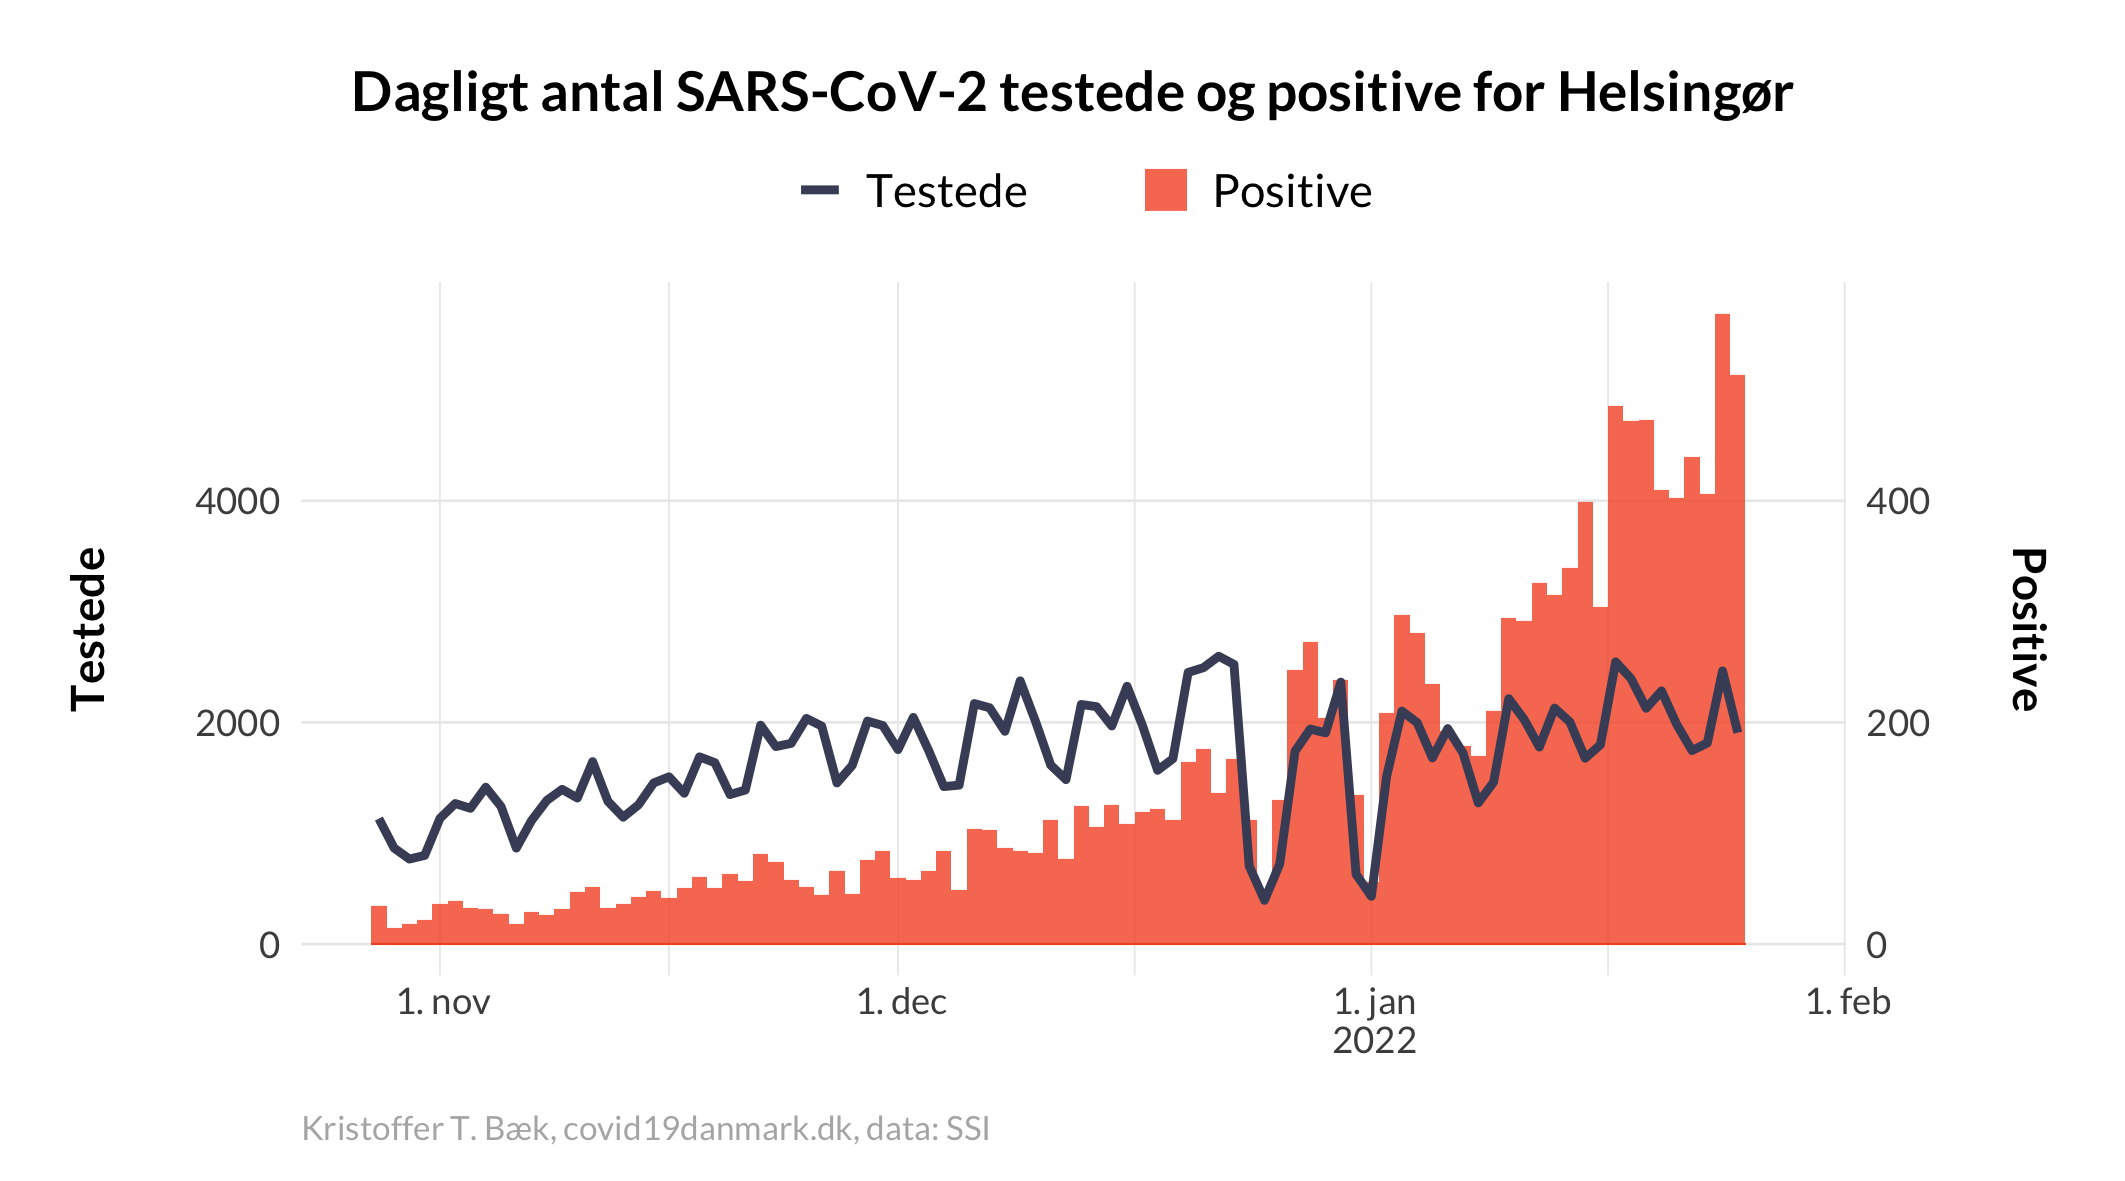 Dagligt antal SARS-CoV-2 testede og positive for Helsingør
Testede
Positive
4000
2000
0
Testede
400
200
0
Positive
1. nov
1. dec
1. jan
2022
1. feb
Kristoffer T. Bæk, covid19danmark.dk, data: SSI